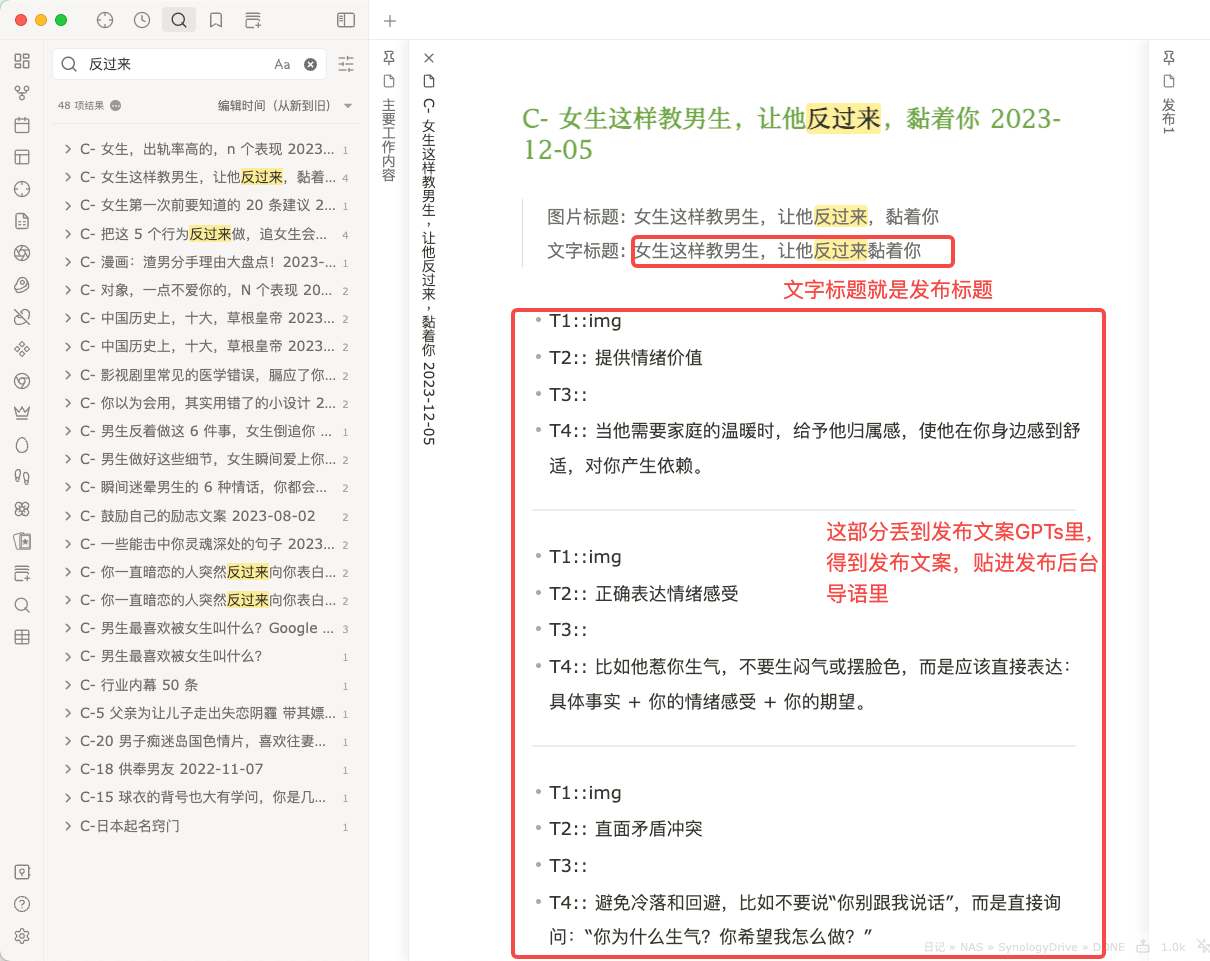 反过来
Aa
48 项结果
编辑时间（从新到旧）
C- 女生，出轨率高的，n 个表现 2023... 1
C- 女生这样教男生，让他反过来，黏着... 4
C- 女生第一次前要知道的 20 条建议 2... 1
C- 把这 5 个行为反过来做，追女生会... 4
C- 漫画：渣男分手理由大盘点！2023-... 1
C- 对象，一点不爱你的，N 个表现 20... 2
C- 中国历史上，十大，草根皇帝 2023... 2
C- 中国历史上，十大，草根皇帝 2023... 2
C- 影视剧里常见的医学错误，膈应了你... 2
C- 你以为会用，其实用错了的小设计 2... 2
C- 男生反着做这 6 件事，女生倒追你 ... 1
C- 男生做好这些细节，女生瞬间爱上你... 2
C- 瞬间迷晕男生的 6 种情话，你都会... 2
C- 鼓励自己的励志文案 2023-08-02 2
C- 一些能击中你灵魂深处的句子 2023... 2
C- 你一直暗恋的人突然反过来向你表白... 2
C- 你一直暗恋的人突然反过来向你表白... 2
C- 男生最喜欢被女生叫什么？Google ... 3
C- 男生最喜欢被女生叫什么? 1
C- 行业内幕 50 条 1
C-5 父亲为让儿子走出失恋阴霾 带其嫖... 1
C-20 男子痴迷岛国色情片，喜欢往妻... 1
C-18 供奉男友 2022-11-07 1
C-15 球衣的背号也大有学问，你是几... 1
C-日本起名窍门 1
主要工作内容
C- 女生这样教男生，让他反过来，黏着你 2023-12-05
C- 女生这样教男生，让他反过来，黏着你 2023-
12-05
图片标题：女生这样教男生，让他反过来，黏着你
文字标题：女生这样教男生，让他反过来黏着你
文字标题就是发布标题
T1::img
T2:: 提供情绪价值
T3::
T4:: 当他需要家庭的温暖时，给予他归属感，使他在你身边感到舒
适，对你产生依赖。
这部分丢到发布文案GPTs里，
得到发布文案，贴进发布后台
导语里
T1::img
T2:: 正确表达情绪感受
T3::
T4:: 比如他惹你生气，不要生闷气或摆脸色，而是应该直接表达：
具体事实 + 你的情绪感受 + 你的期望。
T1::img
T2:: 直面矛盾冲突
T3::
T4:: 避免冷落和回避，比如不要说“你别跟我说话”，而是直接询
问：“你为什么生气？你希望我怎么做？”
日记 » NAS » SynologyDrive » DONE 1.0k
发布1